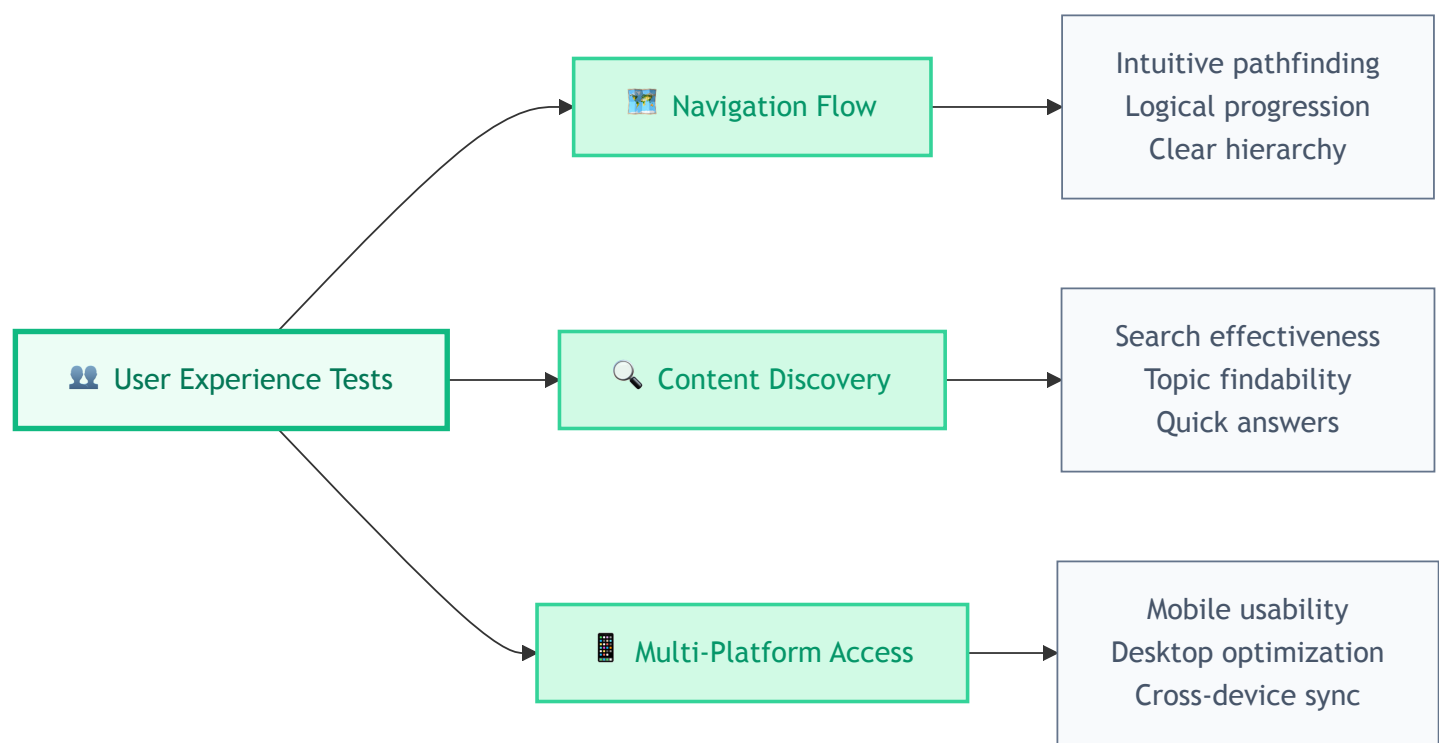 User Experience Tests
Navigation Flow
Intuitive pathfinding
Logical progression
Clear hierarchy
Content Discovery
Search effectiveness
Topic findability
Quick answers
Multi-Platform Access
Mobile usability
Desktop optimization
Cross-device sync